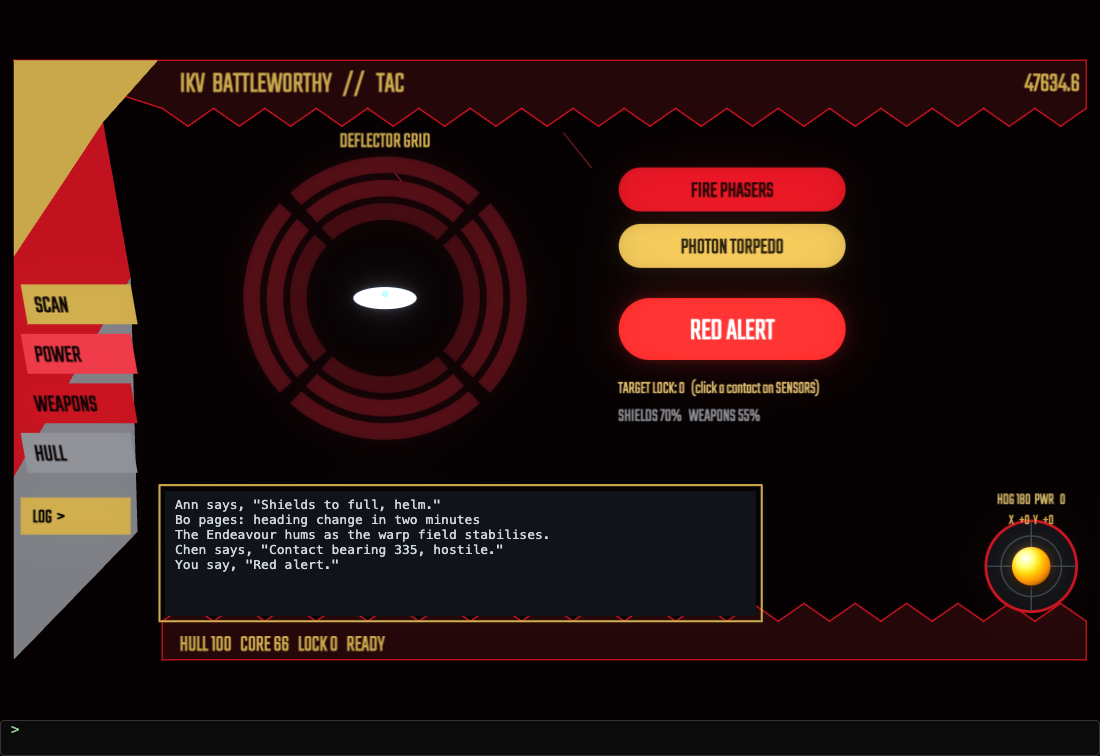 IKV BATTLEWORTHY // TAC
47634.6
DEFLECTOR GRID
FIRE PHASERS
PHOTON TORPEDO
RED ALERT
TARGET LOCK: 0 (click a contact on SENSORS)
SHIELDS 70% WEAPONS 55%
SCAN
POWER
WEAPONS
HULL
LOG >
Ann says, "Shields to full, helm."
Bo pages: heading change in two minutes
The Endeavour hums as the warp field stabilises.
Chen says, "Contact bearing 335, hostile."
You say, "Red alert."
HDG 180 PWR 0
X +0 Y +0
HULL 100 CORE 66 LOCK 0 READY
>